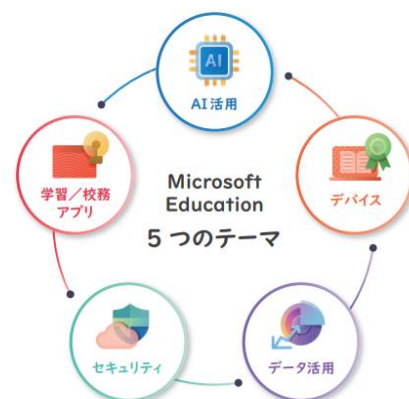 AI
AI活用
学習／校務
アプリ
デバイス
Microsoft
Education
5つのテーマ
セキュリティ
データ活用